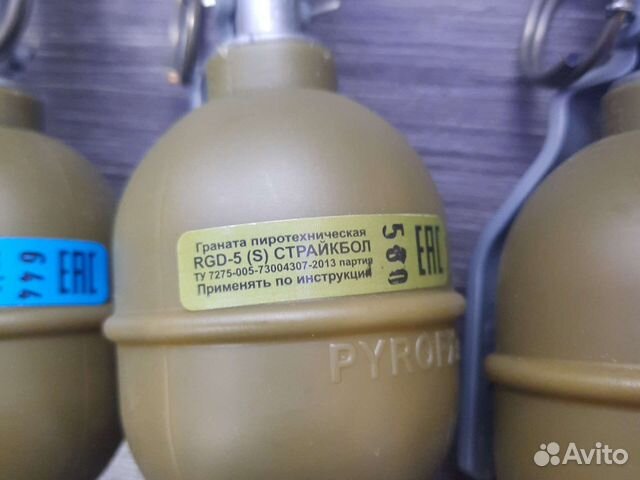 Граната пиротехническая
RGD-5 (S) СТРАЙКБОЛ
ТУ 7275-005-73004307-2013 партия
Применять по инструкции
580
EAC
644
EAC
Avito